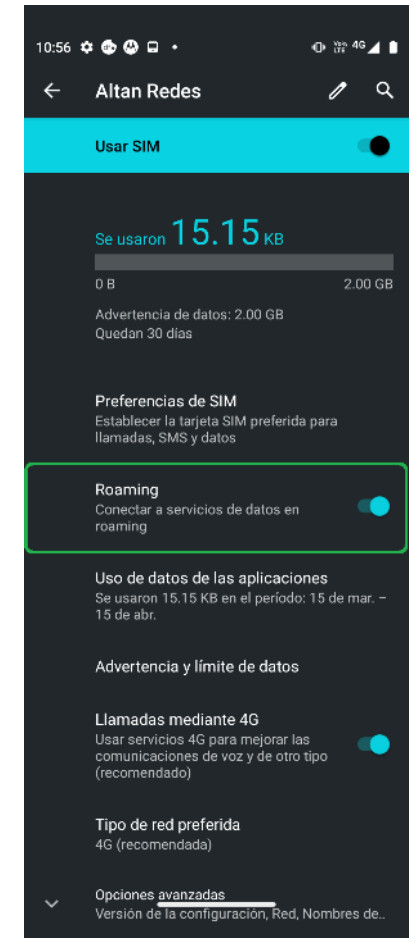 10:56 VoLTE 4G
Altan Redes
Usar SIM
Se usaron 15.15 KB
0 B 2.00 GB
Advertencia de datos: 2.00 GB
Quedan 30 días
Preferencias de SIM
Establecer la tarjeta SIM preferida para
llamadas, SMS y datos
Roaming
Conectar a servicios de datos en
roaming
Uso de datos de las aplicaciones
Se usaron 15.15 KB en el período: 15 de mar. –
15 de abr.
Advertencia y límite de datos
Llamadas mediante 4G
Usar servicios 4G para mejorar las
comunicaciones de voz y de otro tipo
(recomendado)
Tipo de red preferida
4G (recomendada)
Opciones avanzadas
Versión de la configuración, Red, Nombres de..